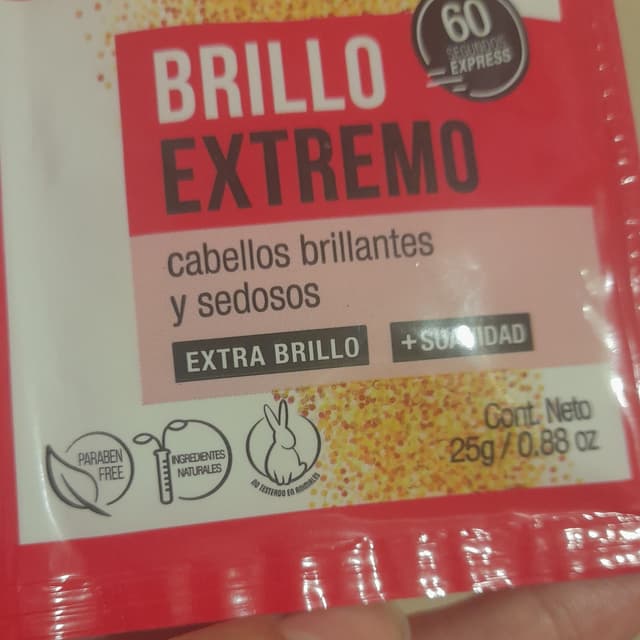 60
SEGUNDOS
EXPRESS
BRILLO
EXTREMO
cabellos brillantes
y sedosos
EXTRA BRILLO
+SUAVIDAD
PARABEN
FREE
INGREDIENTES
NATURALES
NO TESTEADO EN ANIMALES
Cont. Neto
25g / 0.88 oz